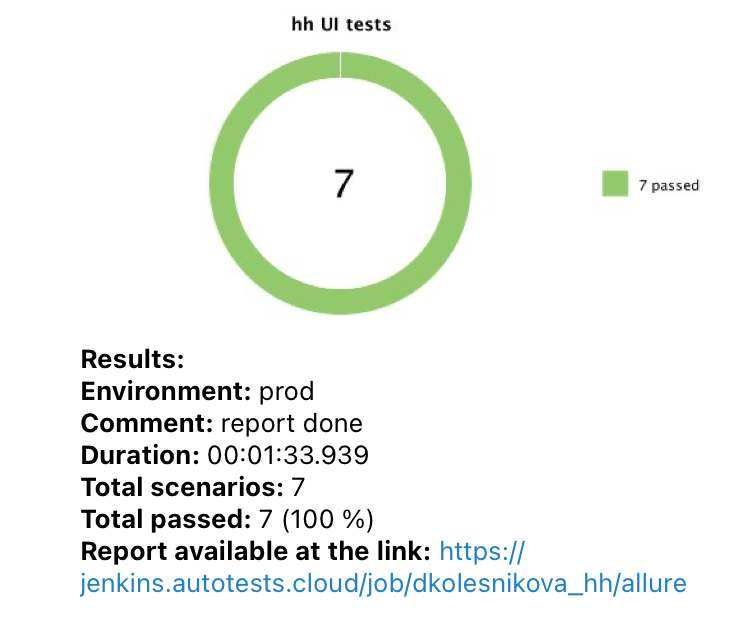 hh UI tests
7
7 passed
Results:
Environment: prod
Comment: report done
Duration: 00:01:33.939
Total scenarios: 7
Total passed: 7 (100 %)
Report available at the link: https://
jenkins.autotests.cloud/job/dkolesnikova_hh/allure